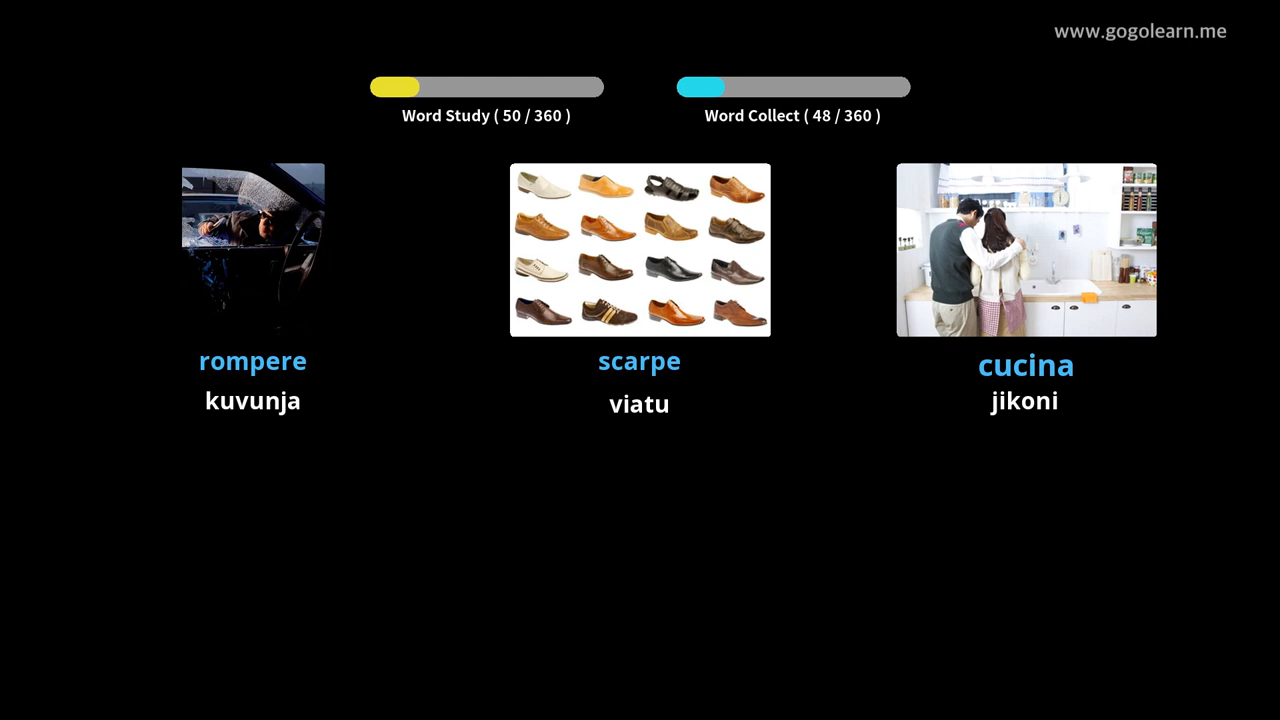 www.gogolearn.me
Word Study ( 50 / 360 )
Word Collect ( 48 / 360 )
rompere
kuvunja
scarpe
viatu
cucina
jikoni